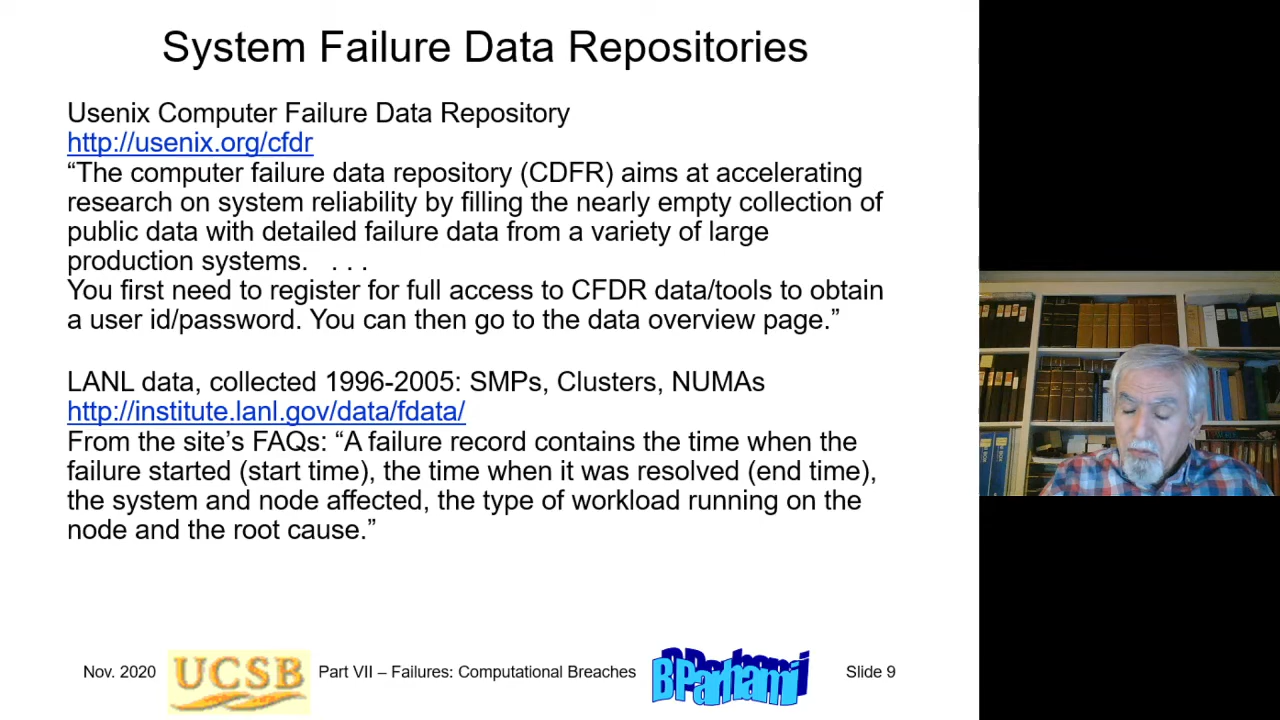 System Failure Data Repositories
Usenix Computer Failure Data Repository
http://usenix.org/cfdr
“The computer failure data repository (CDFR) aims at accelerating
research on system reliability by filling the nearly empty collection of
public data with detailed failure data from a variety of large
production systems. . . .
You first need to register for full access to CFDR data/tools to obtain
a user id/password. You can then go to the data overview page.”
LANL data, collected 1996-2005: SMPs, Clusters, NUMAs
http://institute.lanl.gov/data/fdata/
From the site’s FAQs: “A failure record contains the time when the
failure started (start time), the time when it was resolved (end time),
the system and node affected, the type of workload running on the
node and the root cause.”
Nov. 2020 UCSB Part VII – Failures: Computational Breaches B Parhami Slide 9